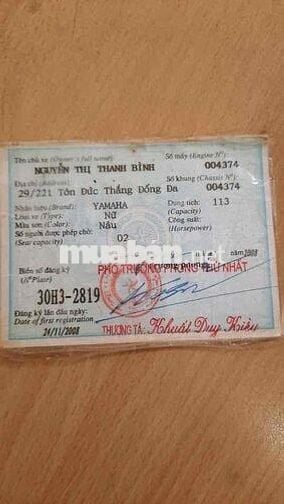 Tên chủ xe (Owner's full name) Số máy (Engine N°)
NGUYỄN THỊ THANH BÌNH 004374
Địa chỉ (Address) Số khung (Chassis N°)
29/221 Tôn Đức Thắng Đống Đa 004374
Nhãn hiệu (Brand): YAMAHA Dung tích: 113
Loại xe (Type): Nữ (Capacity)
Màu sơn (Color): Nâu Công suất:
Số người được phép chở: 02 (Horsepower)
(Seat capacity)
muaban.net
2008
Biển số đăng ký PHÓ TRƯỞNG PHÒNG THỨ NHẤT
(N° Plate)
30H3-2819
Đăng ký lần đầu ngày:
Date of first registration
24/11/2008 THƯỢNG TÁ: Khuất Duy Kiều